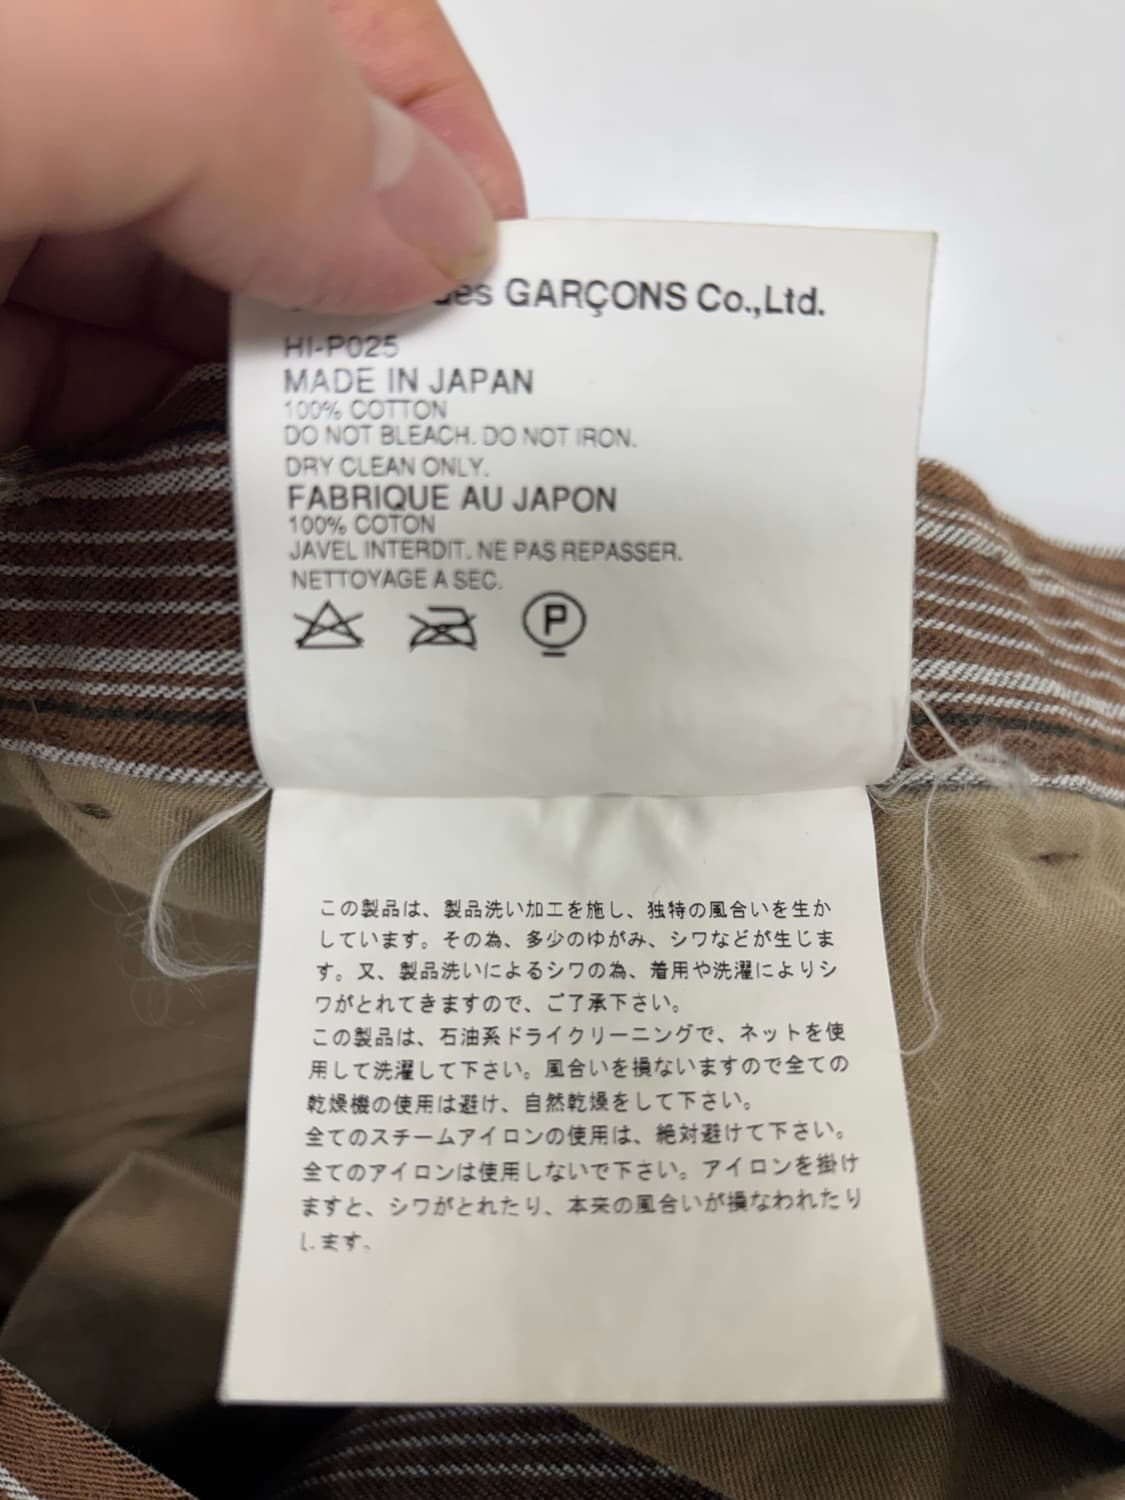 des GARÇONS Co.,Ltd.
HI-P025
MADE IN JAPAN
100% COTTON
DO NOT BLEACH. DO NOT IRON.
DRY CLEAN ONLY.
FABRIQUE AU JAPON
100% COTON
JAVEL INTERDIT. NE PAS REPASSER.
NETTOYAGE A SEC.
P
この製品は、製品洗い加工を施し、独特の風合いを生か
しています。その為、多少のゆがみ、シワなどが生じま
す。又、製品洗いによるシワの為、着用や洗濯によりシ
ワがとれてきますので、ご了承下さい。
この製品は、石油系ドライクリーニングで、ネットを使
用して洗濯して下さい。風合いを損ないますので全ての
乾燥機の使用は避け、自然乾燥をして下さい。
全てのスチームアイロンの使用は、絶対避けて下さい。
全てのアイロンは使用しないで下さい。アイロンを掛け
ますと、シワがとれたり、本来の風合いが損なわれたり
します。